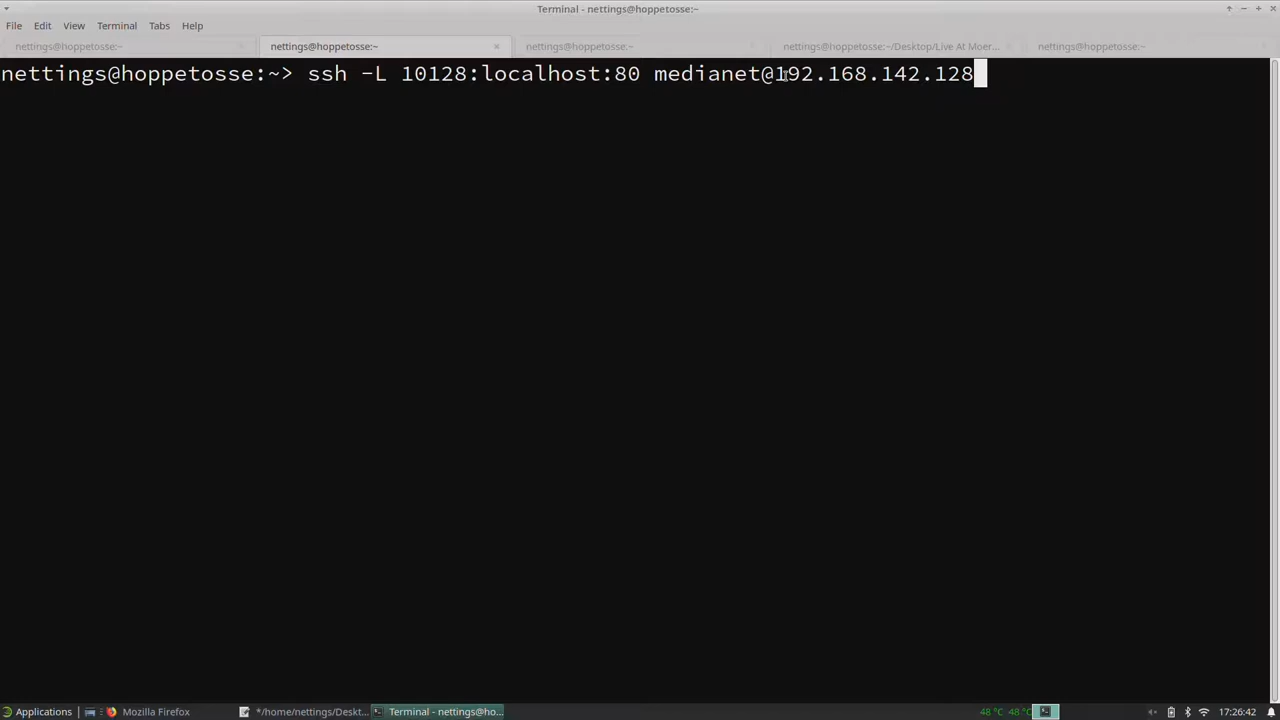 Terminal - nettings@hoppetosse:~
File Edit View Terminal Tabs Help
nettings@hoppetosse:~ nettings@hoppetosse:~ nettings@hoppetosse:~ nettings@hoppetosse:~/Desktop/Live At Moer... nettings@hoppetosse:~
nettings@hoppetosse:~> ssh -L 10128:localhost:80 medianet@192.168.142.128
Applications Mozilla Firefox */home/nettings/Deskt... Terminal - nettings@ho... 48 °C 48 °C 17:26:42